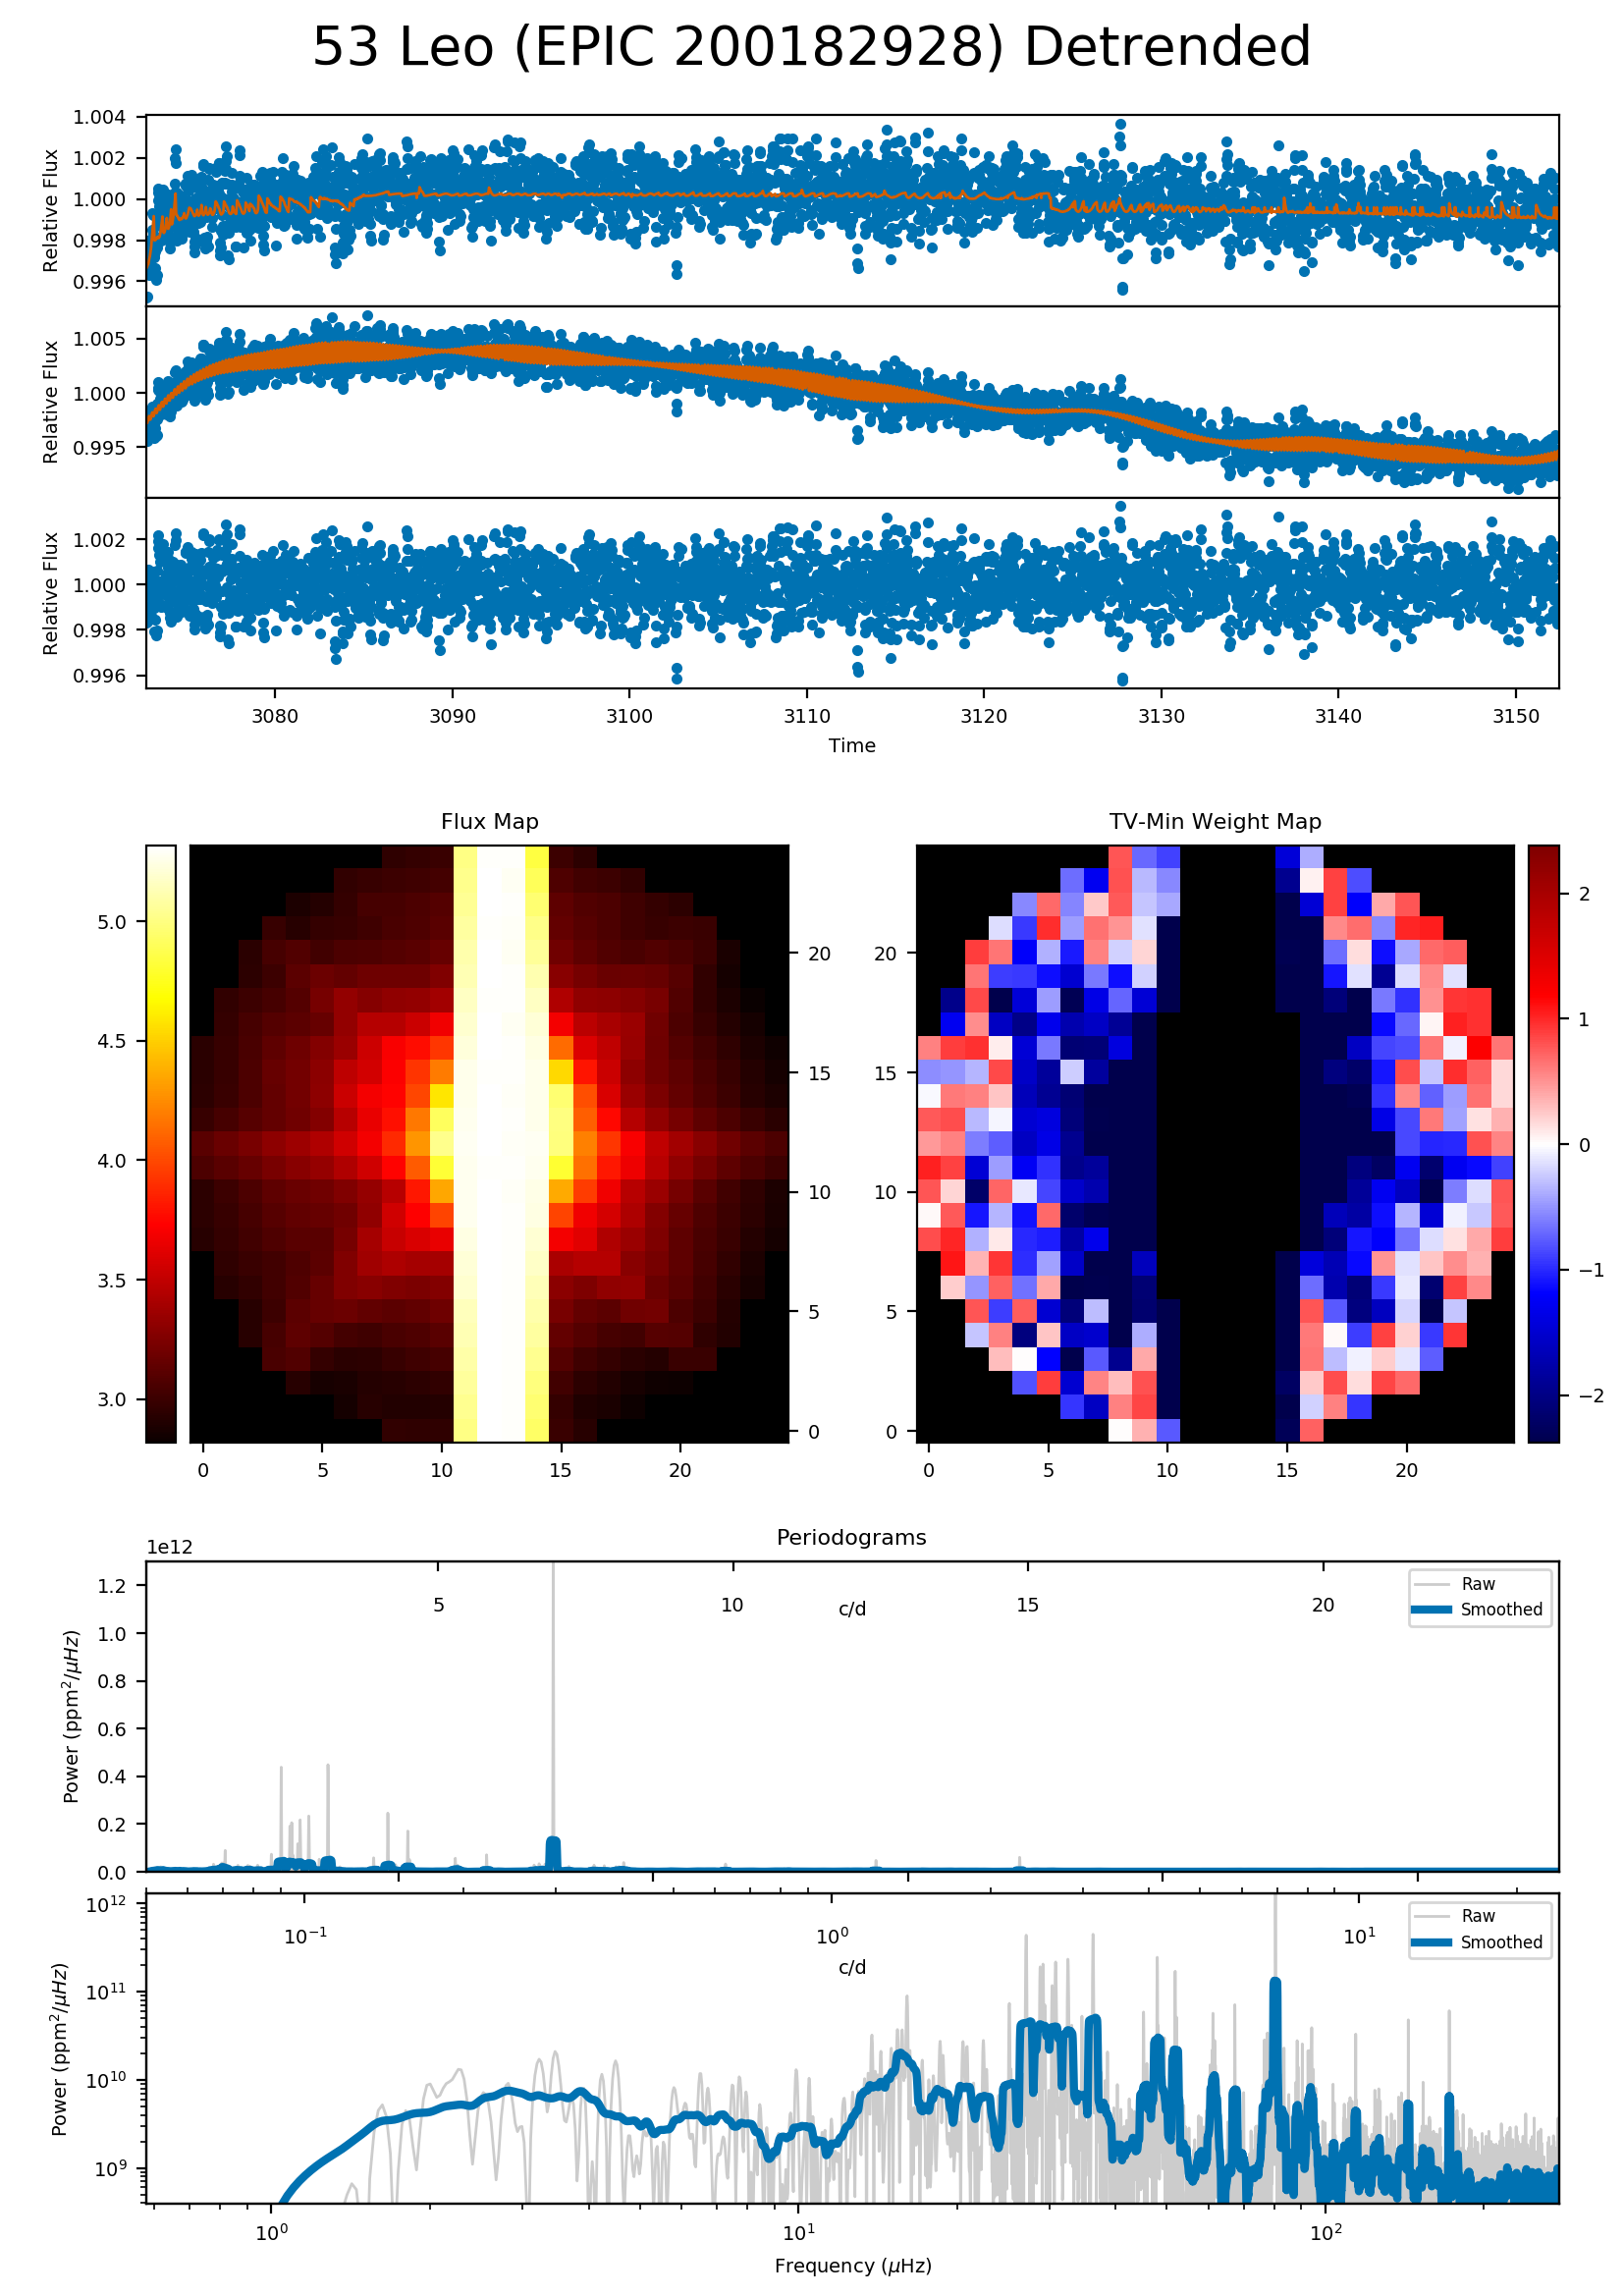 53 Leo (EPIC 200182928) Detrended
1.004
1.002
1.000
0.998
0.996
Relative Flux
1.005
1.000
0.995
Relative Flux
1.002
1.000
0.998
0.996
Relative Flux
3080 3090 3100 3110 3120 3130 3140 3150
Time
Flux Map
5.0
4.5
4.0
3.5
3.0
20
15
10
5
0
0 5 10 15 20
TV-Min Weight Map
20
15
10
5
0
0 5 10 15 20
2
1
0
−1
−2
Periodograms
1e12
1.2
1.0
0.8
0.6
0.4
0.2
0.0
Power (ppm²/μHz)
5 10 15 20
c/d
Raw
Smoothed
10¹²
10¹¹
10¹⁰
10⁹
Power (ppm²/μHz)
10⁻¹ 10⁰ 10¹
c/d
Raw
Smoothed
10⁰ 10¹ 10²
Frequency (μHz)